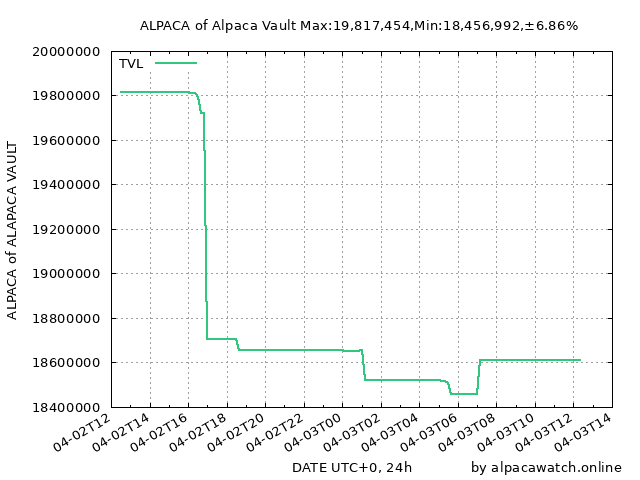 ALPACA of Alpaca Vault Max:19,817,454,Min:18,456,992,±6.86%
TVL
20000000
19800000
19600000
19400000
19200000
19000000
18800000
18600000
18400000
ALPACA of ALAPACA VAULT
04-02T12
04-02T14
04-02T16
04-02T18
04-02T20
04-02T22
04-03T00
04-03T02
04-03T04
04-03T06
04-03T08
04-03T10
04-03T12
04-03T14
DATE UTC+0, 24h
by alpacawatch.online